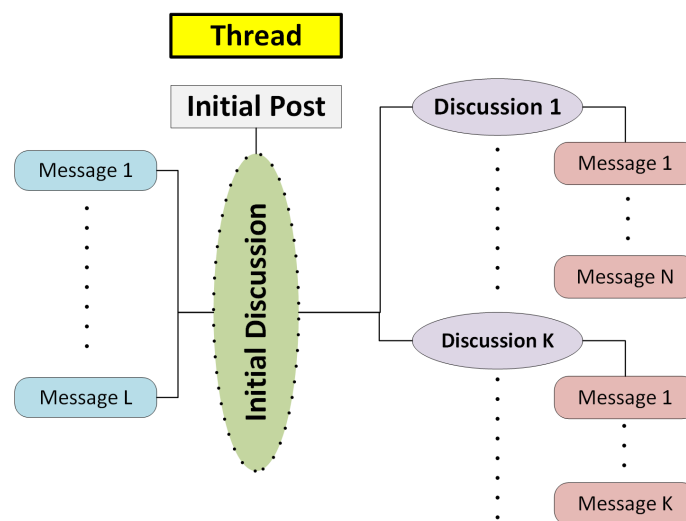 Thread
Initial Post
Initial Discussion
Message 1
Message L
Discussion 1
Message 1
Message N
Discussion K
Message 1
Message K